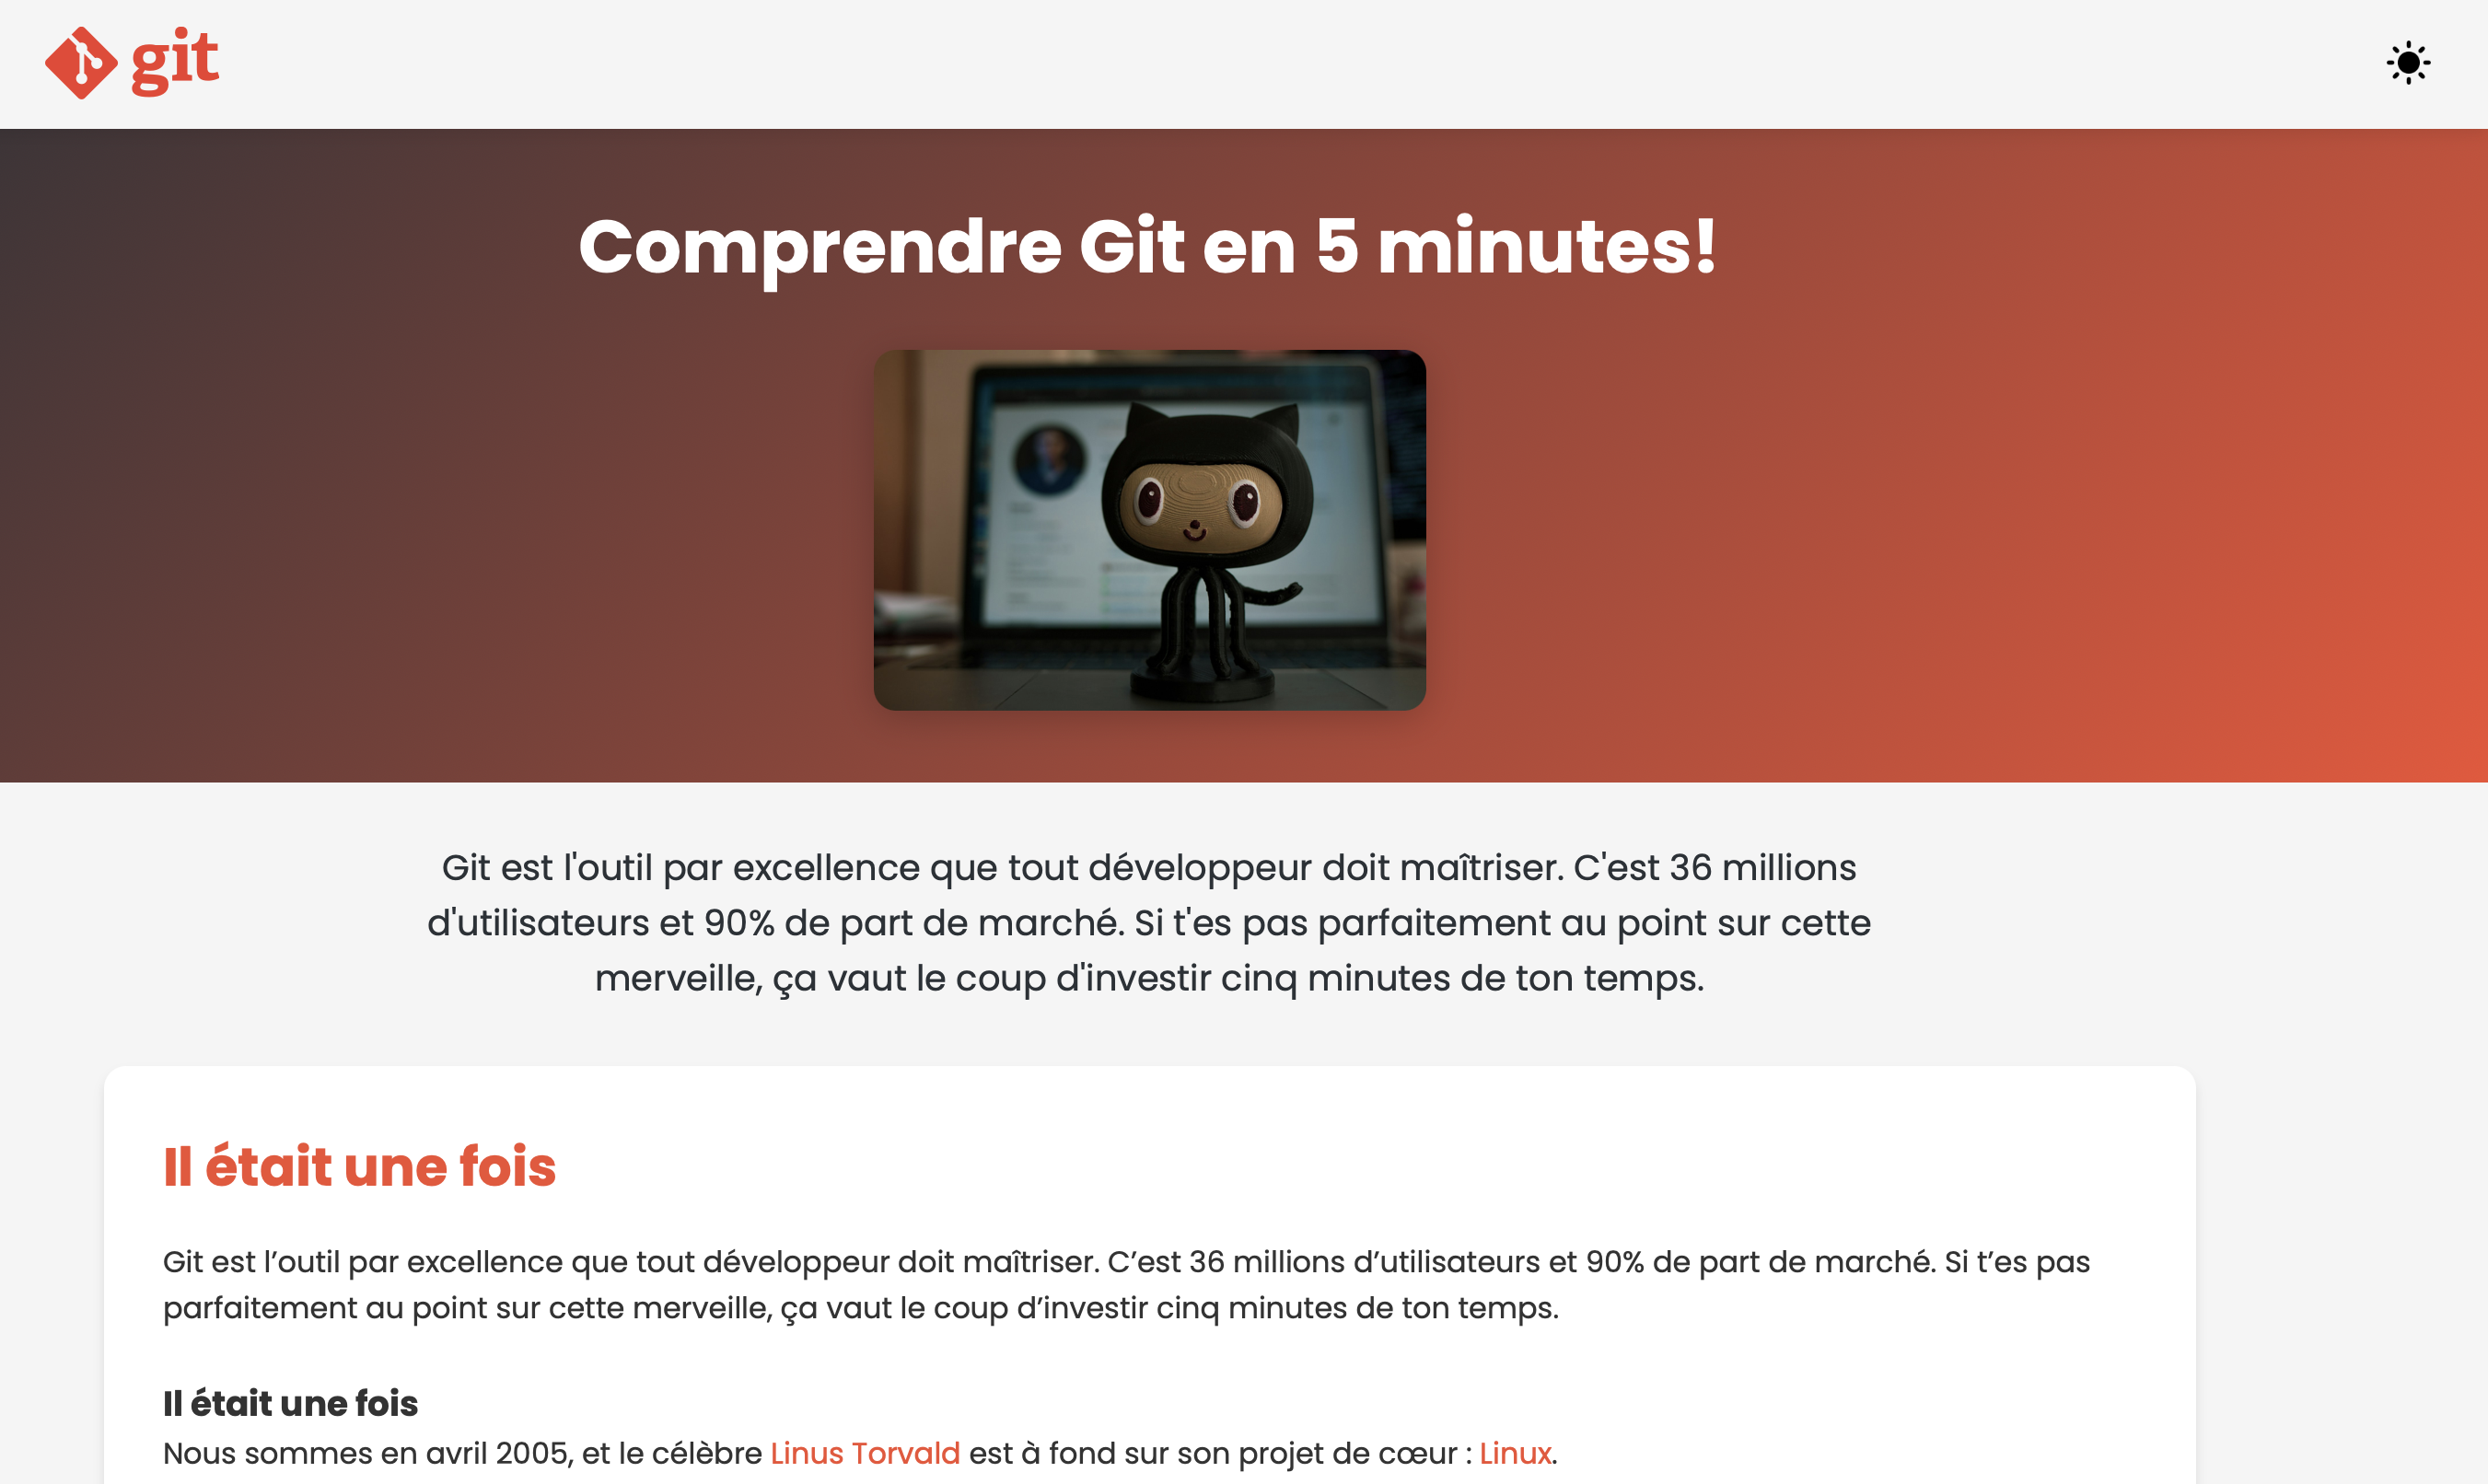 git
Comprendre Git en 5 minutes!
Git est l'outil par excellence que tout développeur doit maîtriser. C'est 36 millions
d'utilisateurs et 90% de part de marché. Si t'es pas parfaitement au point sur cette
merveille, ça vaut le coup d'investir cinq minutes de ton temps.
Il était une fois
Git est l’outil par excellence que tout développeur doit maîtriser. C’est 36 millions d’utilisateurs et 90% de part de marché. Si t’es pas
parfaitement au point sur cette merveille, ça vaut le coup d’investir cinq minutes de ton temps.
Il était une fois
Nous sommes en avril 2005, et le célèbre Linus Torvald est à fond sur son projet de cœur : Linux.